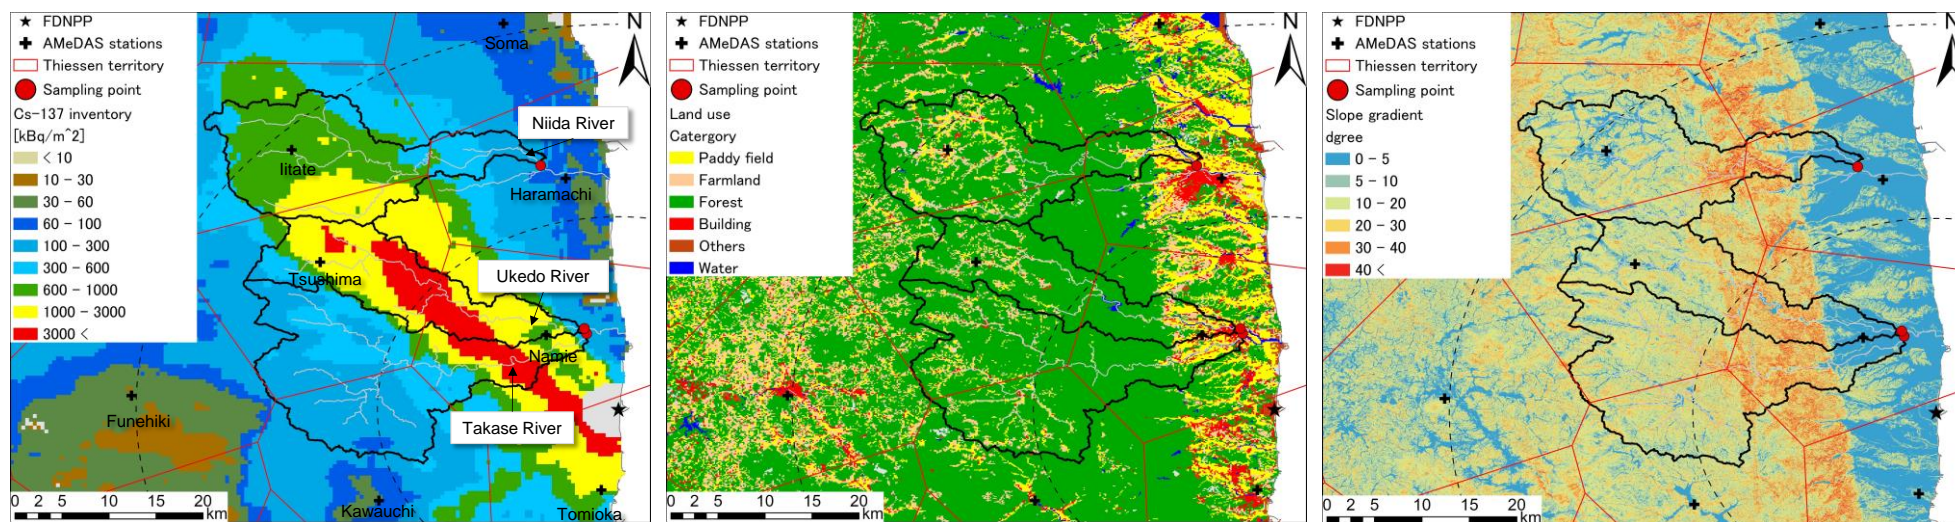 FDNPP
AMeDAS stations
Thiessen territory
Sampling point
Cs-137 inventory
[kBq/m^2]
< 10
10 - 30
30 - 60
60 - 100
100 - 300
300 - 600
600 - 1000
1000 - 3000
3000 <
Soma
N
Niida River
Iitate
Haramachi
Ukedo River
Tsushima
Namie
Takase River
Funehiki
Kawauchi
Tomioka
0 2 5 10 15 20
km
FDNPP
AMeDAS stations
Thiessen territory
Sampling point
Land use
Catergory
Paddy field
Farmland
Forest
Building
Others
Water
N
0 2 5 10 15 20
km
FDNPP
AMeDAS stations
Thiessen territory
Sampling point
Slope gradient
dgree
0 - 5
5 - 10
10 - 20
20 - 30
30 - 40
40 <
N
0 2 5 10 15 20
km